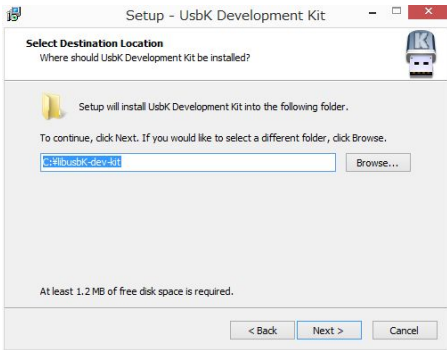 Setup - UsbK Development Kit
Select Destination Location
Where should UsbK Development Kit be installed?
K
Setup will install UsbK Development Kit into the following folder.
To continue, click Next. If you would like to select a different folder, click Browse.
C:¥libusbK-dev-kit
Browse...
At least 1.2 MB of free disk space is required.
< Back
Next >
Cancel